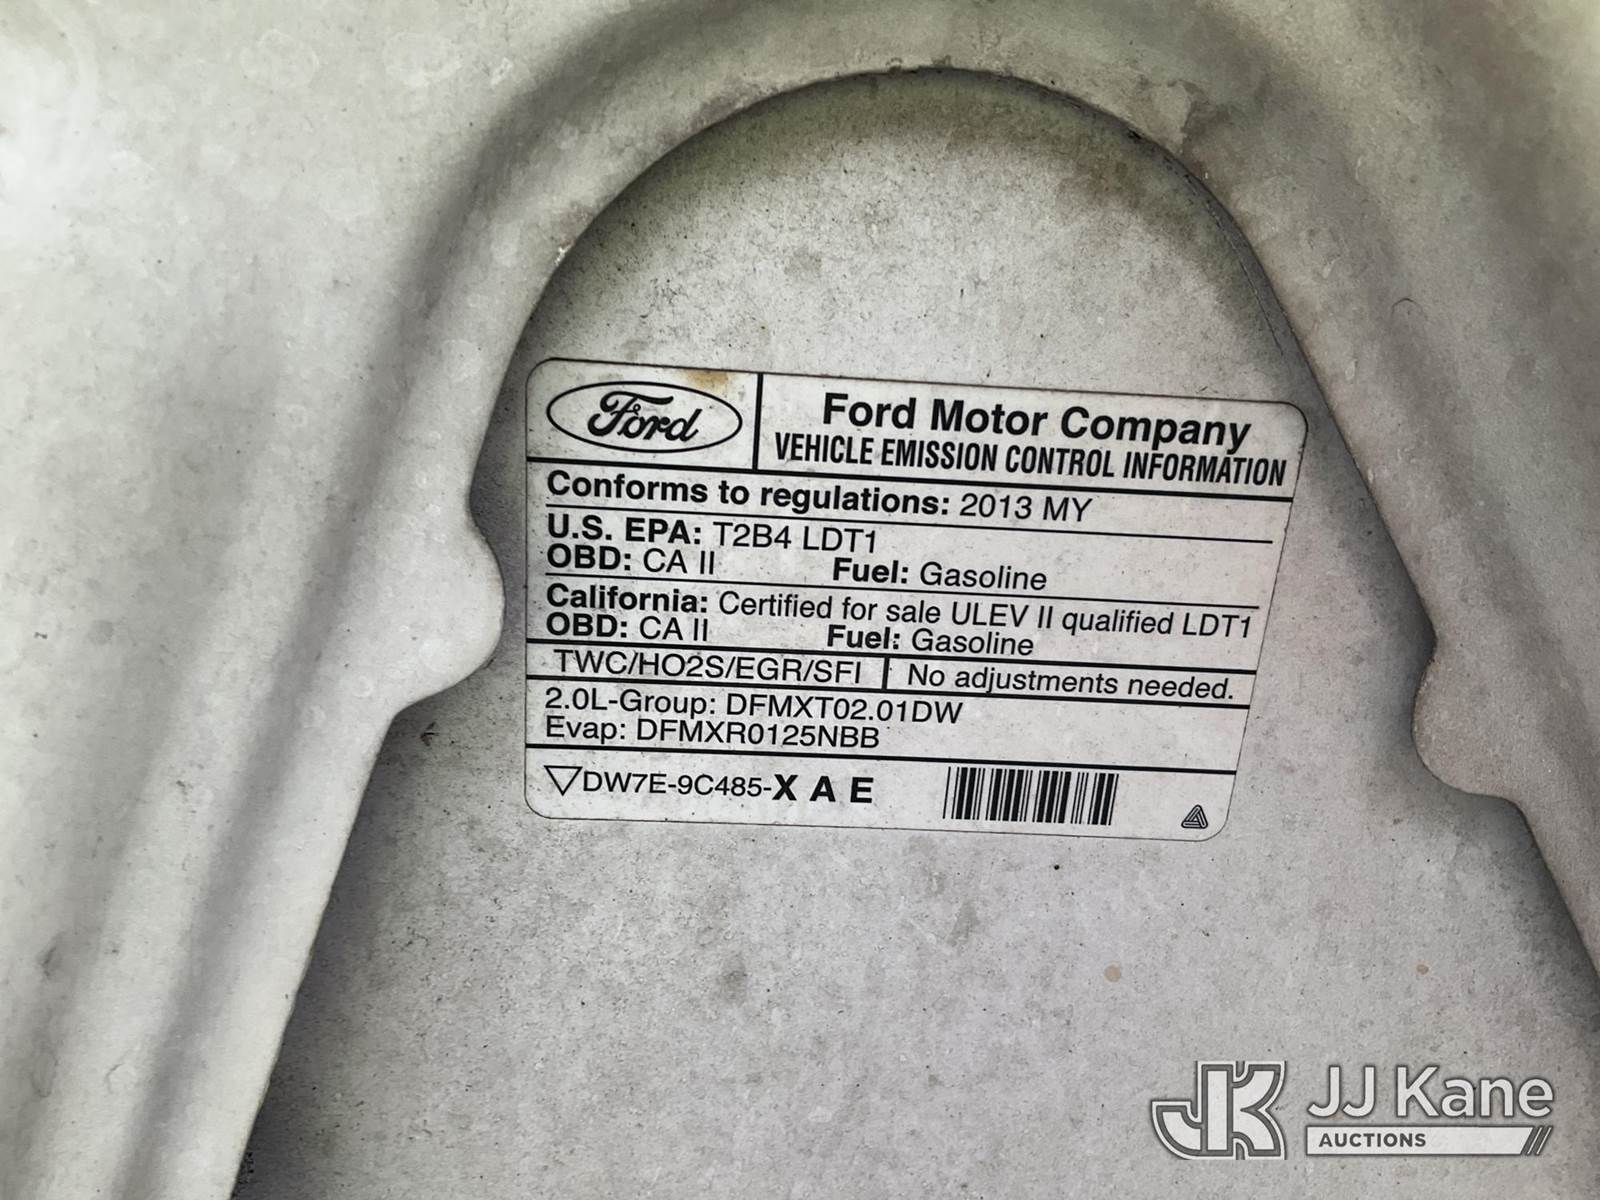 Ford
Ford Motor Company
VEHICLE EMISSION CONTROL INFORMATION
Conforms to regulations: 2013 MY
U.S. EPA: T2B4 LDT1
OBD: CA II Fuel: Gasoline
California: Certified for sale ULEV II qualified LDT1
OBD: CA II Fuel: Gasoline
TWC/HO2S/EGR/SFI No adjustments needed.
2.0L-Group: DFMXT02.01DW
Evap: DFMXR0125NBB
DW7E-9C485-X A E
JK JJ Kane
AUCTIONS